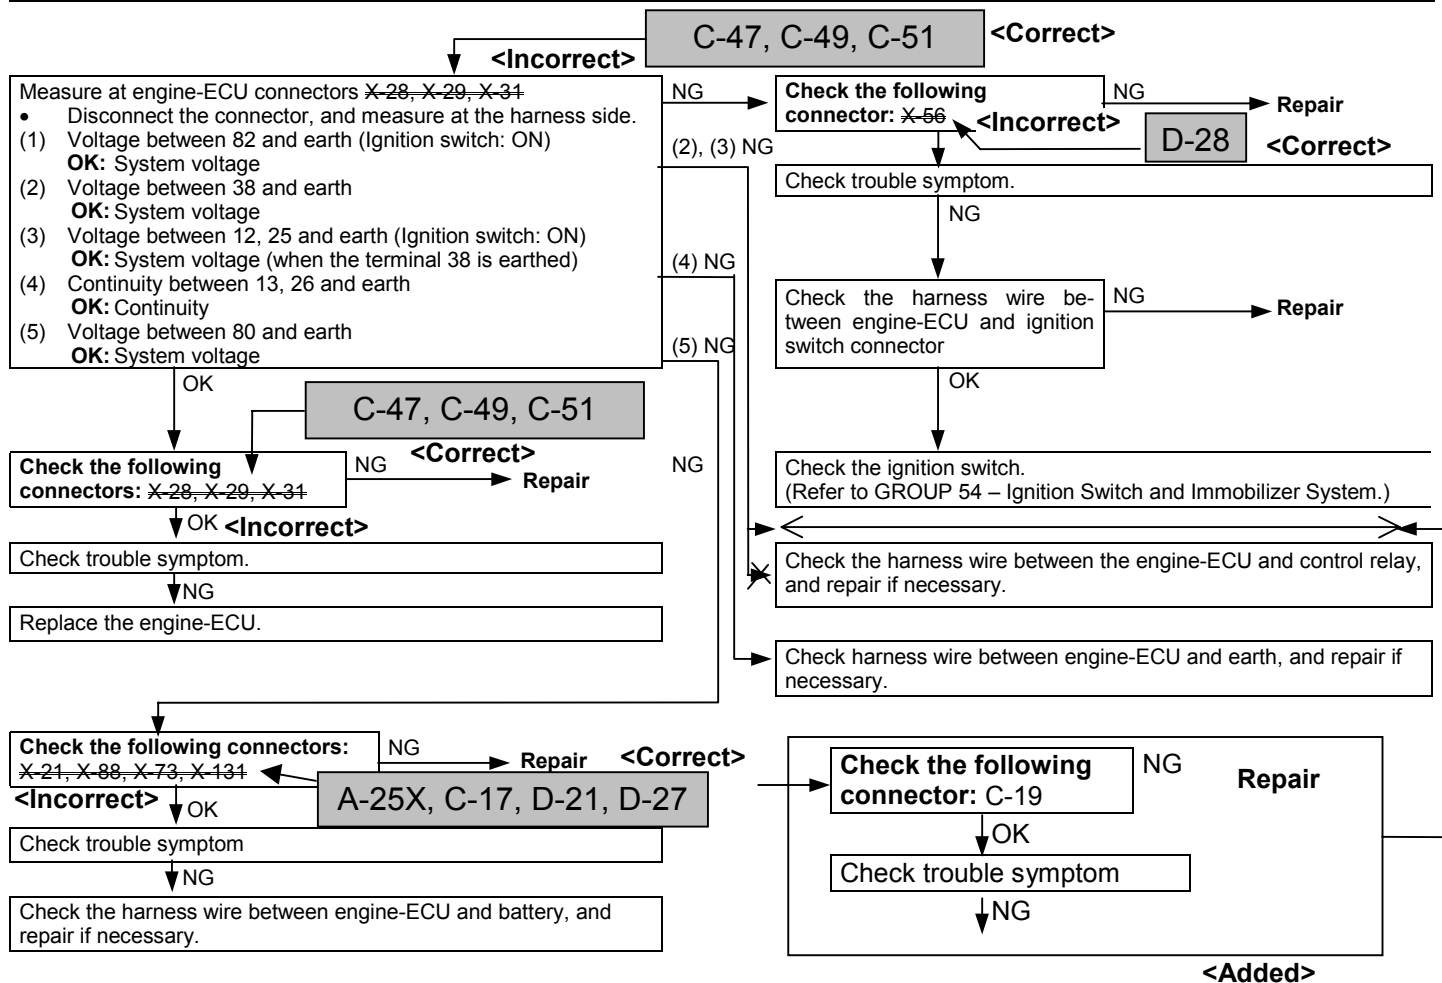 C-47, C-49, C-51
<Correct>
<Incorrect>
Measure at engine-ECU connectors X-28, X-29, X-31
• Disconnect the connector, and measure at the harness side.
(1) Voltage between 82 and earth (Ignition switch: ON)
OK: System voltage
(2) Voltage between 38 and earth
OK: System voltage
(3) Voltage between 12, 25 and earth (Ignition switch: ON)
OK: System voltage (when the terminal 38 is earthed)
(4) Continuity between 13, 26 and earth
OK: Continuity
(5) Voltage between 80 and earth
OK: System voltage
NG
(2), (3) NG
(4) NG
(5) NG
Check the following
connector: X-56
NG
Repair
<Incorrect>
D-28
<Correct>
Check trouble symptom.
NG
Check the harness wire be-
tween engine-ECU and ignition
switch connector
NG
Repair
OK
Check the ignition switch.
(Refer to GROUP 54 – Ignition Switch and Immobilizer System.)
Check the harness wire between the engine-ECU and control relay,
and repair if necessary.
Check harness wire between engine-ECU and earth, and repair if
necessary.
OK
C-47, C-49, C-51
<Correct>
Check the following
connectors: X-28, X-29, X-31
NG
Repair
NG
OK
<Incorrect>
Check trouble symptom.
NG
Replace the engine-ECU.
Check the following connectors:
X-21, X-88, X-73, X-131
NG
Repair
<Correct>
<Incorrect>
A-25X, C-17, D-21, D-27
OK
Check trouble symptom
NG
Check the harness wire between engine-ECU and battery, and
repair if necessary.
Check the following
connector: C-19
NG
Repair
OK
Check trouble symptom
NG
<Added>